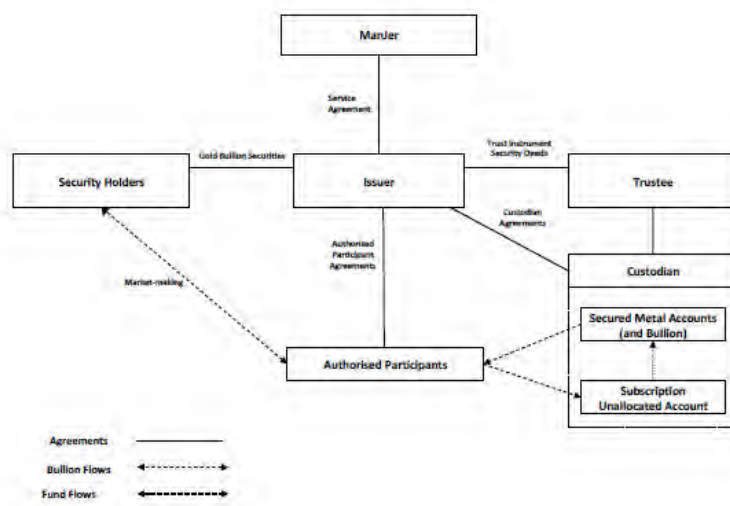 ManJer
Service
Agreement
Gold Bullion Securities
Trust Instrument
Security Deeds
Security Holders
Issuer
Trustee
Custodian
Agreements
Authorised
Participant
Agreements
Custodian
Market-making
Secured Metal Accounts
(and Bullion)
Authorised Participants
Subscription
Unallocated Account
Agreements
Bullion Flows
Fund Flows